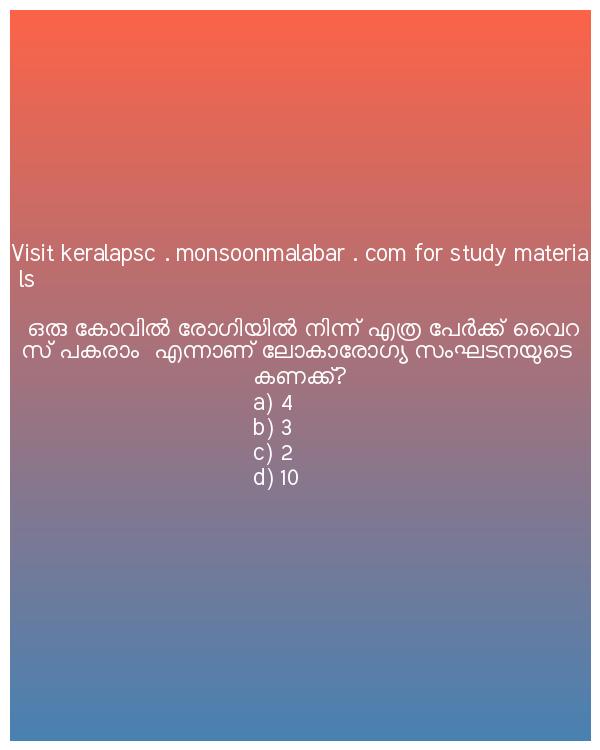 Visit keralapsc . monsoonmalabar . com for study materia
ls
ഒരു കോവിൽ രോഗിയിൽ നിന്ന് എത്ര പേർക്ക് വൈറ
സ് പകരാം എന്നാണ് ലോകാരോഗ്യ സംഘടനയുടെ
കണക്ക്?
a) 4
b) 3
c) 2
d) 10